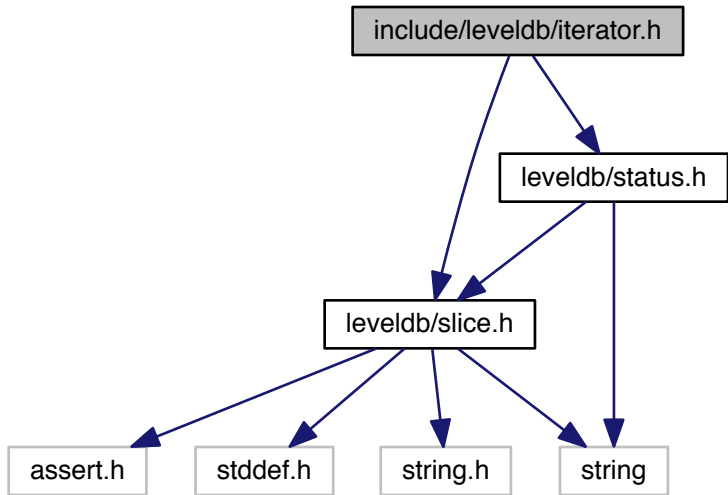 include/leveldb/iterator.h
leveldb/status.h
leveldb/slice.h
assert.h
stddef.h
string.h
string